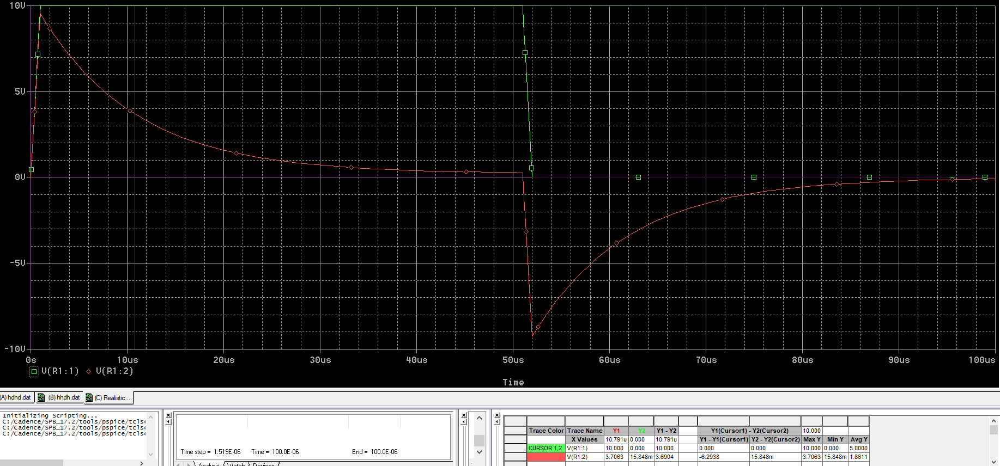 10V
5V
0V
-5V
-10V
0s 10us 20us 30us 40us 50us 60us 70us 80us 90us 100us
V(R1:1) V(R1:2)
Time
(A) hdhd.dat (B) hhdh.dat (C) Realistic....
Initializing Scripting...
C:/Cadence/SPB_17.2/tools/pspice/tclsc
C:/Cadence/SPB_17.2/tools/pspice/tclsc
C:/Cadence/SPB_17.2/tools/pspice/tclsc
Time step = 1.519E-06 Time = 100.0E-06 End = 100.0E-06
Analysis Watch Devices
Trace Color Trace Name Y1 Y2 Y1 - Y2 Y1(Cursor1) - Y2(Cursor2) 10.000
X Values 10.791u 0.000 10.791u Y1 - Y1(Cursor1) Y2 - Y2(Cursor2) Max Y Min Y Avg Y
CURSOR 1,2 V(R1:1) 10.000 0.000 10.000 0.000 0.000 10.000 0.000 5.0000
V(R1:2) 3.7063 15.848m 3.6904 -6.2938 15.848m 3.7063 15.848m 1.8611